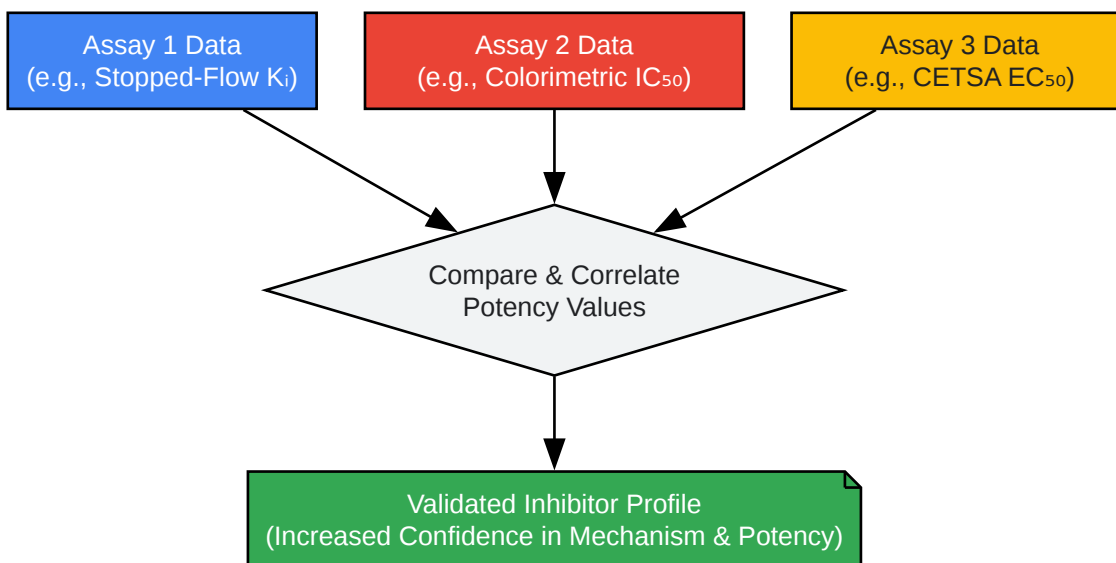 Assay 1 Data
(e.g., Stopped-Flow Kᵢ)
Assay 2 Data
(e.g., Colorimetric IC₅₀)
Assay 3 Data
(e.g., CETSA EC₅₀)
Compare & Correlate
Potency Values
Validated Inhibitor Profile
(Increased Confidence in Mechanism & Potency)